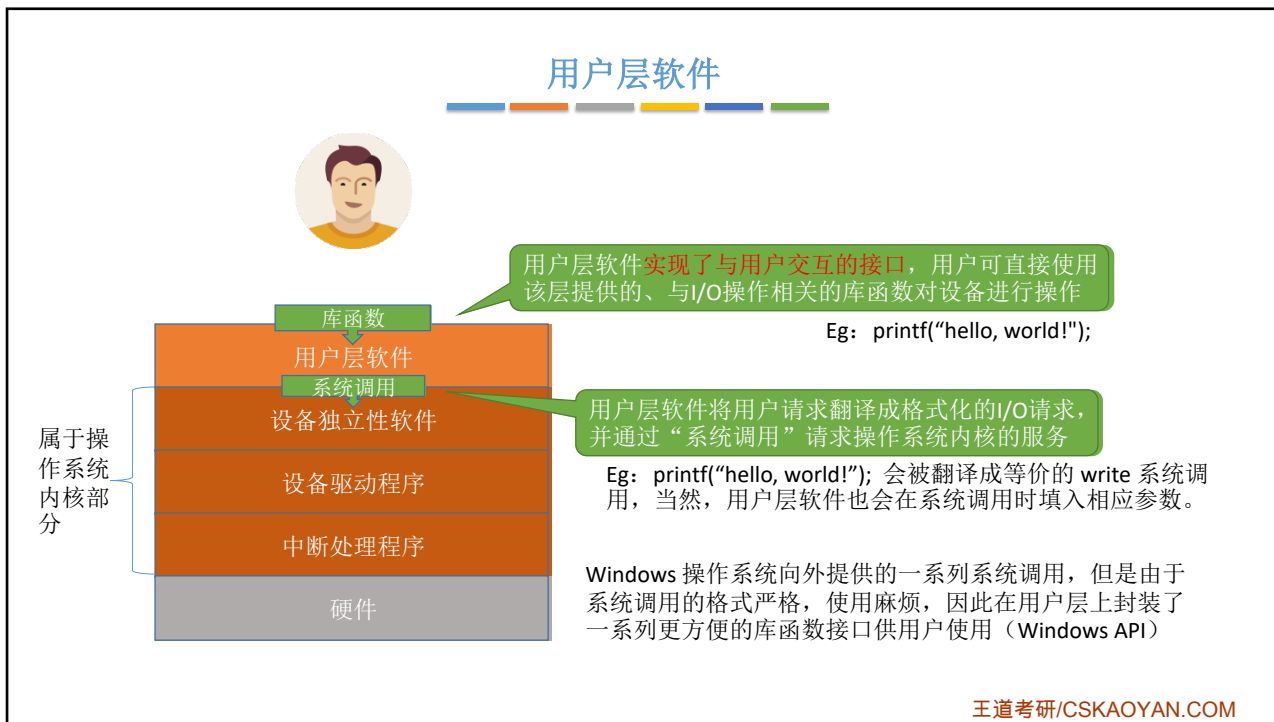 用户层软件
用户层软件实现了与用户交互的接口，用户可直接使用
该层提供的、与I/O操作相关的库函数对设备进行操作
库函数
Eg：printf(“hello, world!");
用户层软件
系统调用
用户层软件将用户请求翻译成格式化的I/O请求，
并通过“系统调用”请求操作系统内核的服务
设备独立性软件
属于操
作系统
内核部
分
Eg：printf(“hello, world!”); 会被翻译成等价的 write 系统调
用，当然，用户层软件也会在系统调用时填入相应参数。
设备驱动程序
中断处理程序
Windows 操作系统向外提供的一系列系统调用，但是由于
系统调用的格式严格，使用麻烦，因此在用户层上封装了
一系列更方便的库函数接口供用户使用（Windows API）
硬件
王道考研/CSKAOYAN.COM